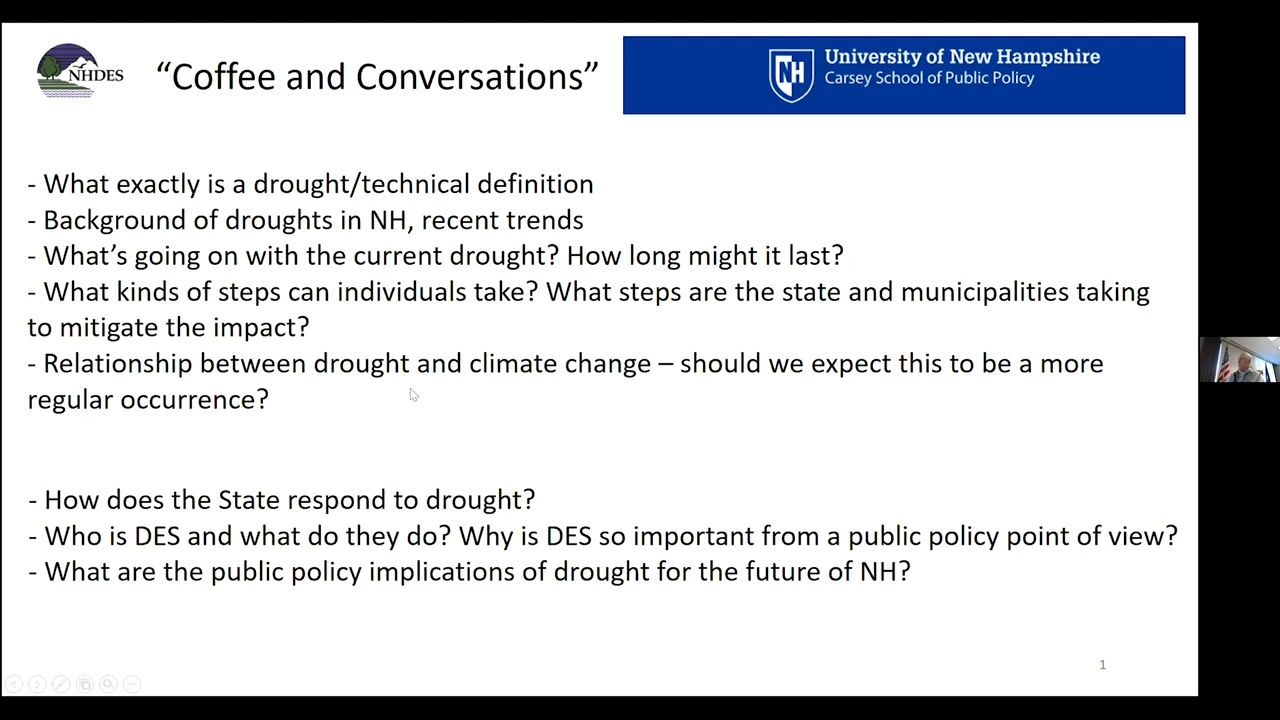 NHDES
“Coffee and Conversations”
University of New Hampshire
Carsey School of Public Policy
NH
- What exactly is a drought/technical definition
- Background of droughts in NH, recent trends
- What’s going on with the current drought? How long might it last?
- What kinds of steps can individuals take? What steps are the state and municipalities taking
to mitigate the impact?
- Relationship between drought and climate change – should we expect this to be a more
regular occurrence?
- How does the State respond to drought?
- Who is DES and what do they do? Why is DES so important from a public policy point of view?
- What are the public policy implications of drought for the future of NH?
1